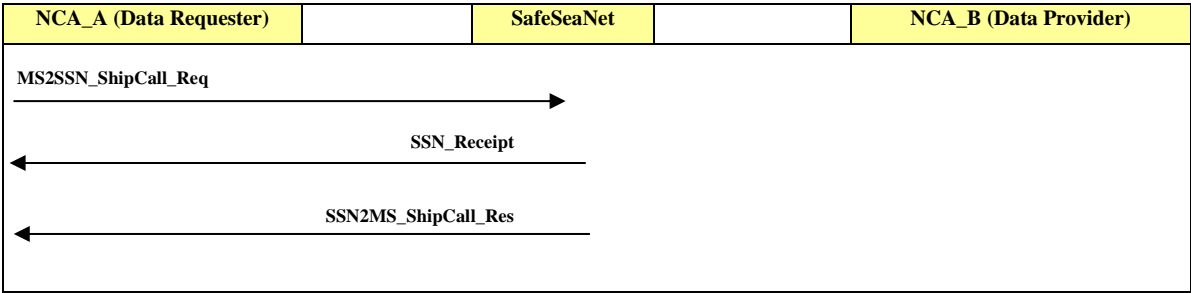 NCA_A (Data Requester)
SafeSeaNet
NCA_B (Data Provider)
MS2SSN_ShipCall_Req
SSN_Receipt
SSN2MS_ShipCall_Res